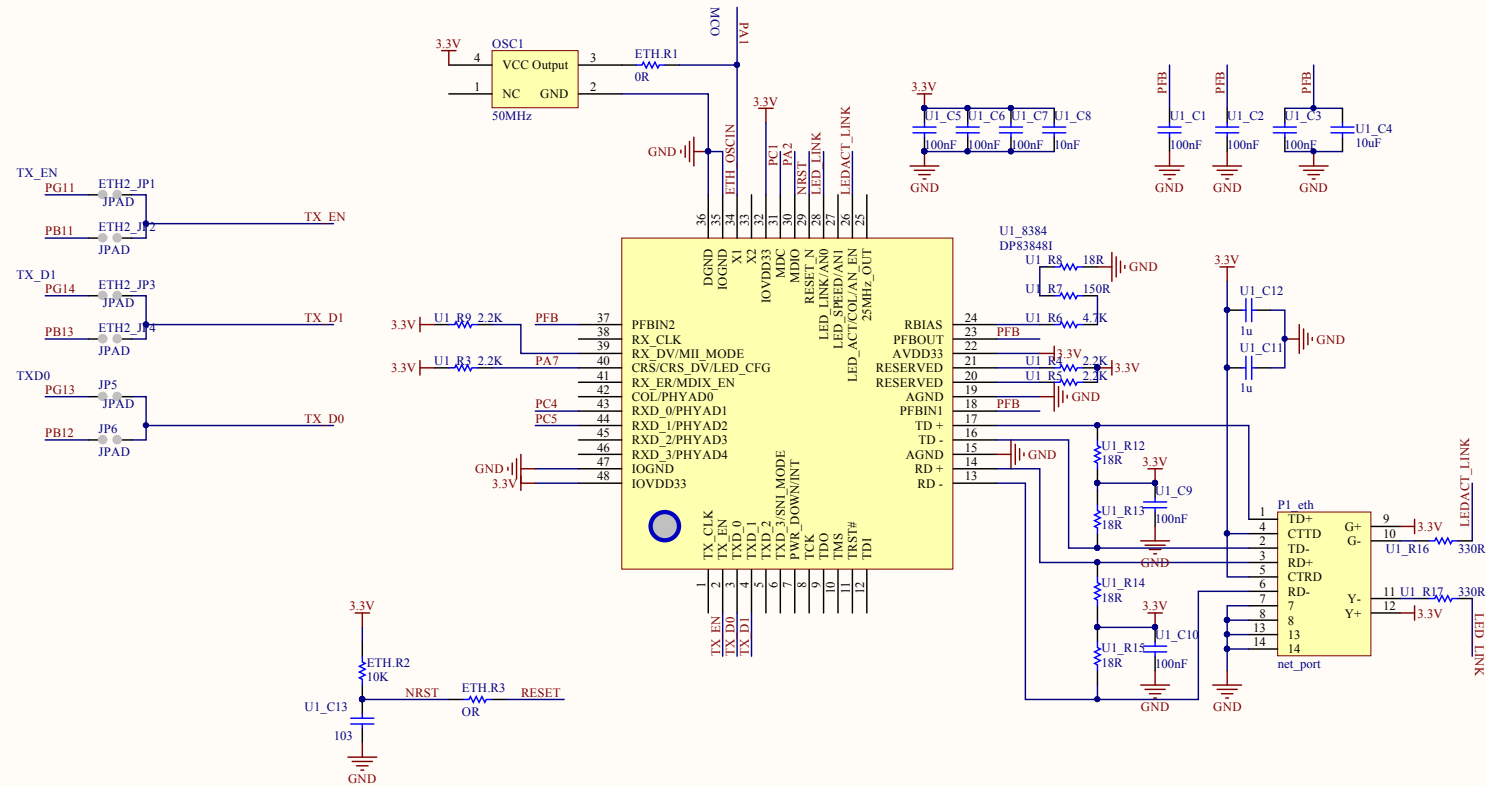 MCO
PA1
OSC1
3.3V
4
VCC Output
3
1
NC
GND
2
50MHz
ETH.R1
0R
GND
ETH_OSCIN
3.3V
PC1
PA2
NRST
LED_LINK
LEDACT_LINK
3.3V
U1_C5
100nF
U1_C6
100nF
U1_C7
100nF
U1_C8
10nF
GND
PFB
U1_C1
100nF
GND
PFB
U1_C2
100nF
GND
PFB
U1_C3
100nF
U1_C4
10uF
GND
TX_EN
PG11
ETH2_JP1
JPAD
PB11
ETH2_JP2
JPAD
TX_EN
TX_D1
PG14
ETH2_JP3
JPAD
PB13
ETH2_JP4
JPAD
TX_D1
TXD0
PG13
JP5
JPAD
PB12
JP6
JPAD
TX_D0
36
35
34
33
32
31
30
29
28
27
26
25
DGND
IOGND
X1
X2
IOVDD33
MDC
MDIO
RESET_N
LED_LINK/AN0
LED_SPEED/AN1
LED_ACT/COL/AN_EN
25MHz_OUT
U1_8384
DP83848I
3.3V
U1_R9
2.2K
PFB
3.3V
U1_R3
2.2K
PA7
PC4
PC5
GND
3.3V
37
PFBIN2
38
RX_CLK
39
RX_DV/MII_MODE
40
CRS/CRS_DV/LED_CFG
41
RX_ER/MDIX_EN
42
COL/PHYAD0
43
RXD_0/PHYAD1
44
RXD_1/PHYAD2
45
RXD_2/PHYAD3
46
RXD_3/PHYAD4
47
IOGND
48
IOVDD33
RBIAS
24
PFBOUT
23
AVDD33
22
RESERVED
21
RESERVED
20
AGND
19
PFBIN1
18
TD +
17
TD -
16
AGND
15
RD +
14
RD -
13
TX_CLK
TX_EN
TXD_0
TXD_1
TXD_2
TXD_3/SNI_MODE
PWR_DOWN/INT
TCK
TDO
TMS
TRST#
TDI
1
2
3
4
5
6
7
8
9
10
11
12
TX_EN
TX_D0
TX_D1
U1_R8
18R
GND
U1_R7
150R
U1_R6
4.7K
PFB
3.3V
U1_R4
2.2K
3.3V
U1_R5
2.2K
GND
PFB
GND
3.3V
U1_C12
1u
GND
U1_C11
1u
U1_R12
18R
3.3V
U1_C9
100nF
U1_R13
18R
GND
U1_R14
18R
3.3V
U1_C10
100nF
U1_R15
18R
GND
P1_eth
1
TD+
4
CTTD
2
TD-
3
RD+
5
CTRD
6
RD-
7
7
8
8
13
13
14
14
G+
9
3.3V
G-
10
U1_R16
330R
LEDACT_LINK
Y-
11
U1_R17
330R
Y+
12
3.3V
LED_LINK
net_port
GND
3.3V
ETH.R2
10K
NRST
ETH.R3
OR
RESET
U1_C13
103
GND